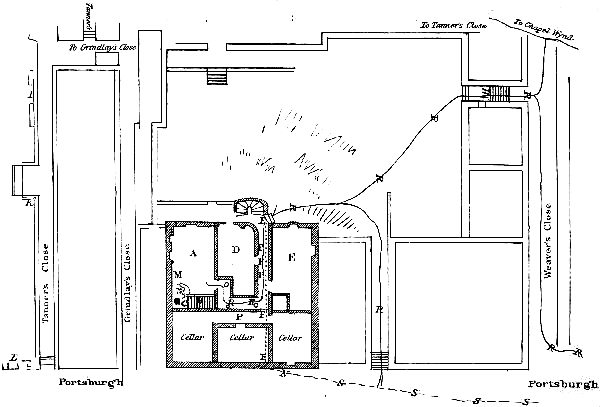 Tanner's
To Grindlays Close
To Tanner's Close
To Chapel Wynd.
R
R
R
R
R
A
D
E
M
P
Cellar
Cellar
Cellar
Tanner's Close
Grindlay's Close
Weaver's Close
R
L
Portsburgh
Portsburgh
R
R
S
S
S
S